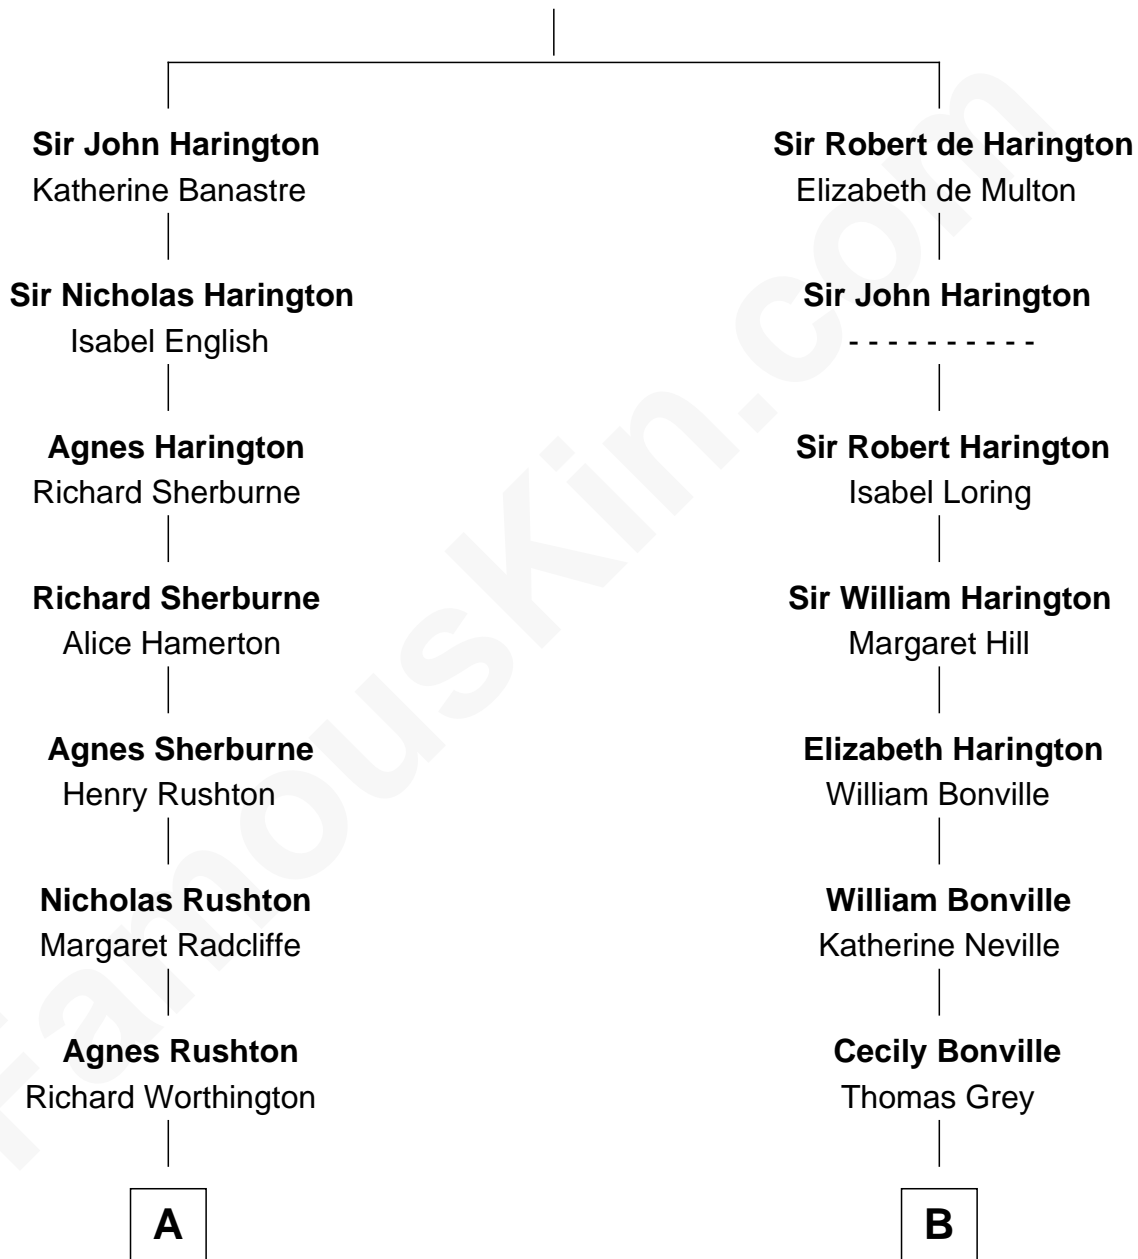 Sir John Harington
Katherine Banastre
Sir Nicholas Harington
Isabel English
Agnes Harington
Richard Sherburne
Richard Sherburne
Alice Hamerton
Agnes Sherburne
Henry Rushton
Nicholas Rushton
Margaret Radcliffe
Agnes Rushton
Richard Worthington
A
Sir Robert de Harington
Elizabeth de Multon
Sir John Harington
- - - - - - - - - -
Sir Robert Harington
Isabel Loring
Sir William Harington
Margaret Hill
Elizabeth Harington
William Bonville
William Bonville
Katherine Neville
Cecily Bonville
Thomas Grey
B
FamousKin.com